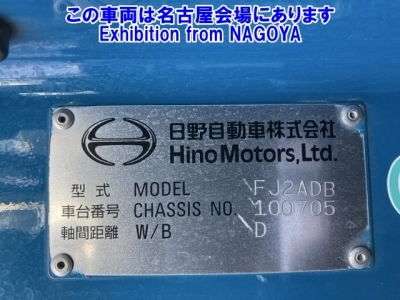 この車両は名古屋会場にあります
Exhibition from NAGOYA
日野自動車株式会社
Hino Motors, Ltd.
型式 MODEL FJ2ADB
車台番号 CHASSIS NO. 100705
軸間距離 W/B D